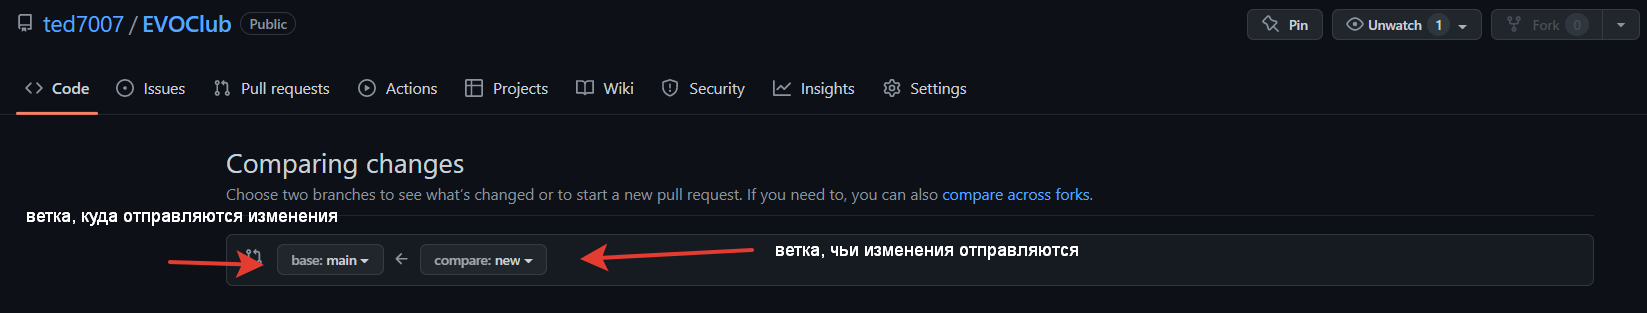 ted7007 / EVOClub Public
Pin Unwatch 1 Fork 0
Code Issues Pull requests Actions Projects Wiki Security Insights Settings
Comparing changes
Choose two branches to see what's changed or to start a new pull request. If you need to, you can also compare across forks.
ветка, куда отправляются изменения
base: main compare: new ветка, чьи изменения отправляются